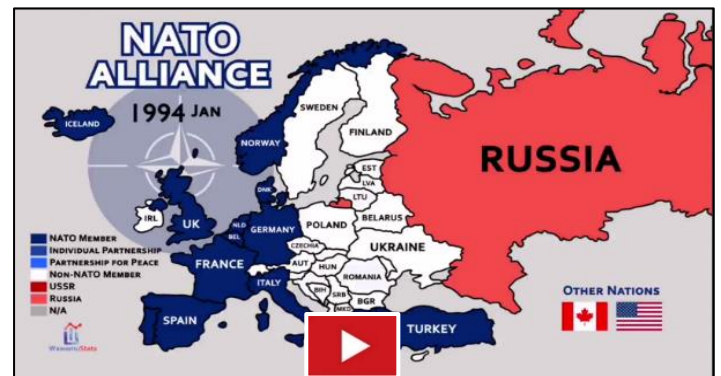 NATO
ALLIANCE
1994 JAN
ICELAND
SWEDEN
FINLAND
NORWAY
RUSSIA
EST
LVA
LTU
DNK
IRL
UK
NLD
BEL
GERMANY
POLAND
BELARUS
CZECHIA
UKRAINE
FRANCE
AUT
HUN
ROMANIA
ITALY
BIH
SRB
BGR
MKD
SPAIN
TURKEY
NATO MEMBER
INDIVIDUAL PARTNERSHIP
PARTNERSHIP FOR PEACE
NON-NATO MEMBER
USSR
RUSSIA
N/A
OTHER NATIONS